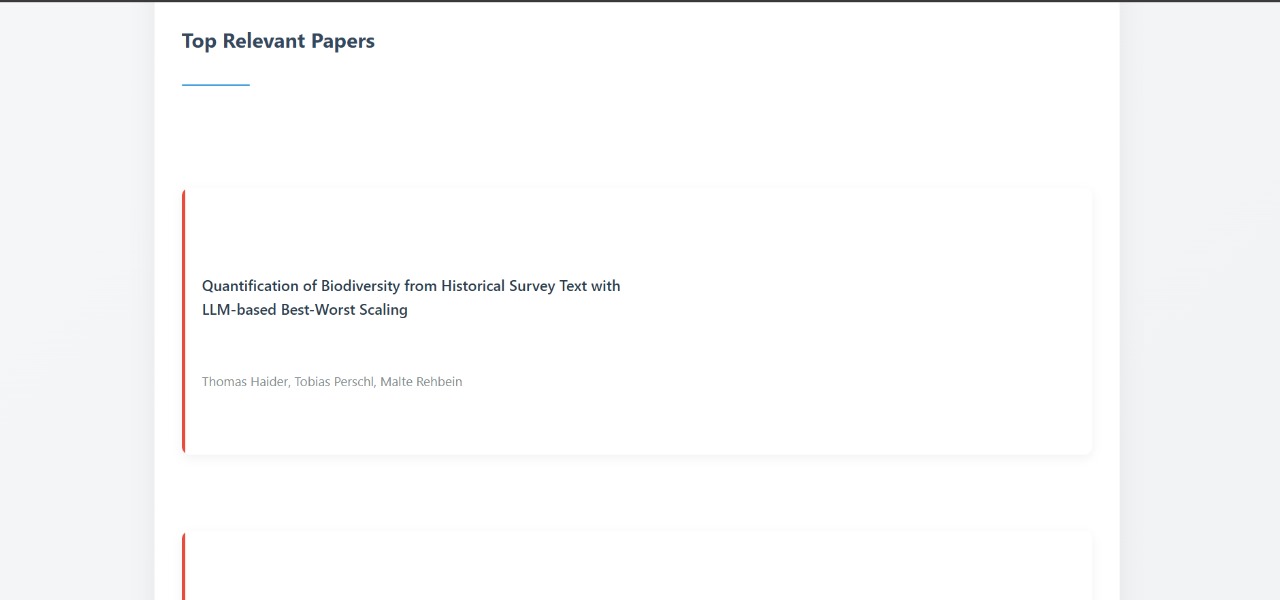 Top Relevant Papers
Quantification of Biodiversity from Historical Survey Text with
LLM-based Best-Worst Scaling
Thomas Haider, Tobias Perschl, Malte Rehbein